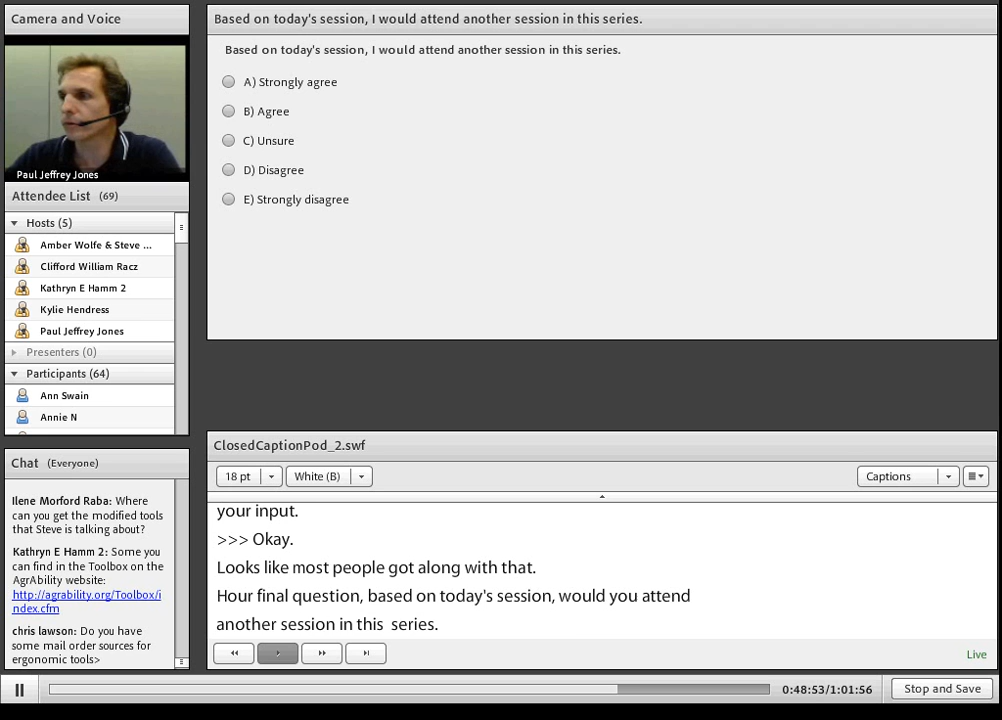 Camera and Voice
Paul Jeffrey Jones
Attendee List (69)
Hosts (5)
Amber Wolfe & Steve ...
Clifford William Racz
Kathryn E Hamm 2
Kylie Hendress
Paul Jeffrey Jones
Presenters (0)
Participants (64)
Ann Swain
Annie N
Chat (Everyone)
Ilene Morford Raba: Where
can you get the modified tools
that Steve is talking about?
Kathryn E Hamm 2: Some you
can find in the Toolbox on the
AgrAbility website:
http://agrability.org/Toolbox/i
ndex.cfm
chris lawson: Do you have
some mail order sources for
ergonomic tools>
Based on today's session, I would attend another session in this series.
Based on today's session, I would attend another session in this series.
A) Strongly agree
B) Agree
C) Unsure
D) Disagree
E) Strongly disagree
ClosedCaptionPod_2.swf
18 pt White (B) Captions
your input.
>>> Okay.
Looks like most people got along with that.
Hour final question, based on today's session, would you attend
another session in this  series.
Live
0:48:53/1:01:56 Stop and Save